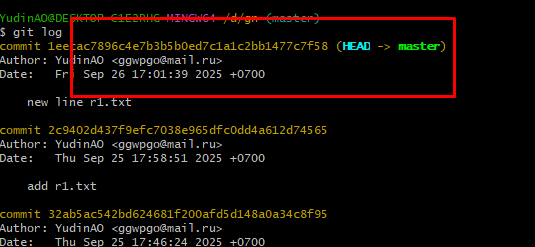 YudinAO@DESKTOP-G1E2RHG MINGW64 /d/gn (master)
$ git log
commit 1eecac7896c4e7b3b5b0ed7c1a1c2bb1477c7f58 (HEAD -> master)
Author: YudinAO <ggwpgo@mail.ru>
Date: Fri Sep 26 17:01:39 2025 +0700
new line r1.txt
commit 2c9402d437f9efc7038e965dfc0dd4a612d74565
Author: YudinAO <ggwpgo@mail.ru>
Date: Thu Sep 25 17:58:51 2025 +0700
add r1.txt
commit 32ab5ac542bd624681f200afd5d148a0a34c8f95
Author: YudinAO <ggwpgo@mail.ru>
Date: Thu Sep 25 17:46:24 2025 +0700